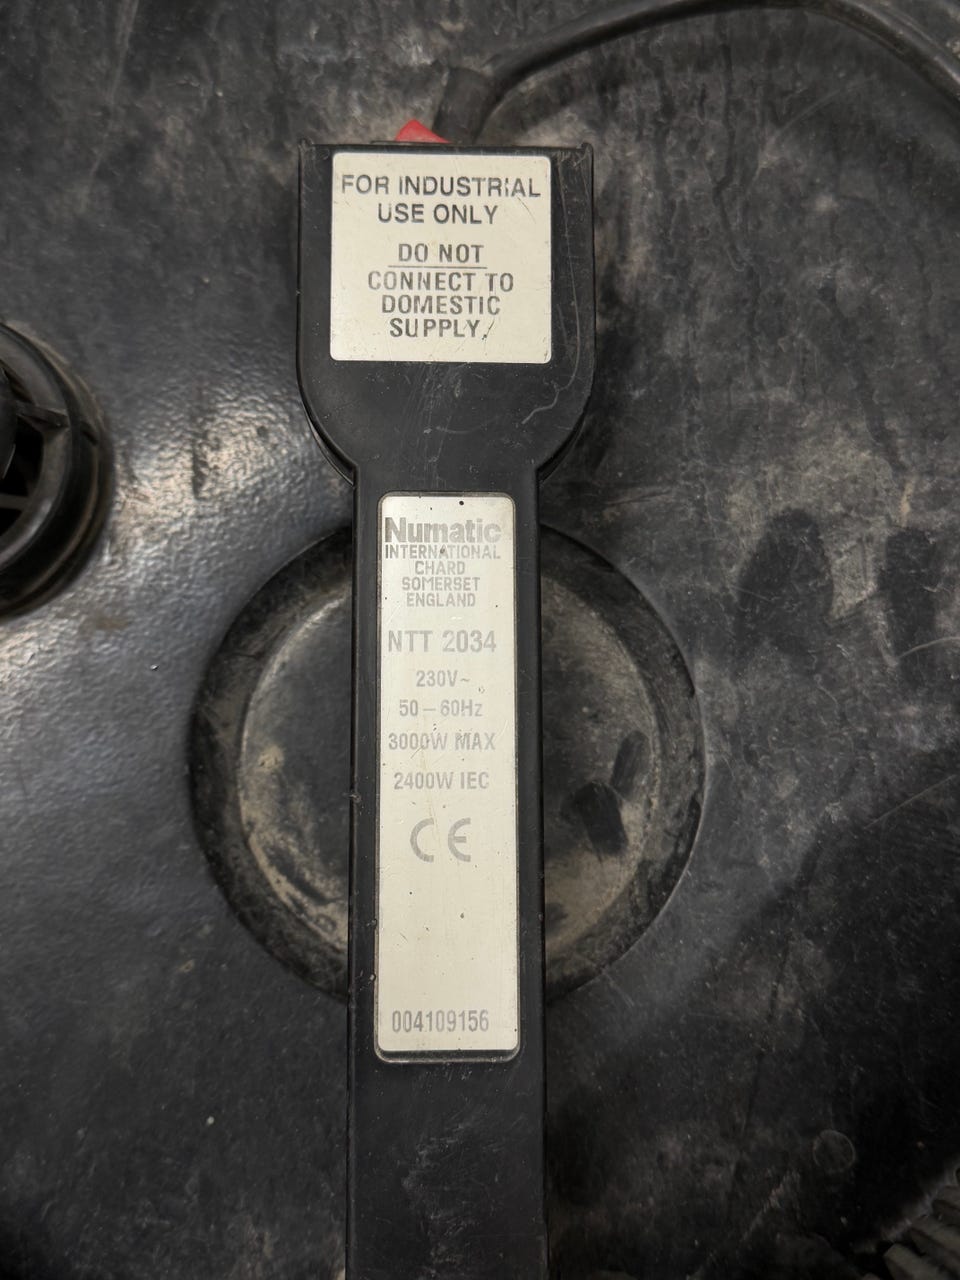 FOR INDUSTRIAL
USE ONLY
DO NOT
CONNECT TO
DOMESTIC
SUPPLY.
Numatic
INTERNATIONAL
CHARD
SOMERSET
ENGLAND
NTT 2034
230V~
50–60Hz
3000W MAX
2400W IEC
CE
004109156